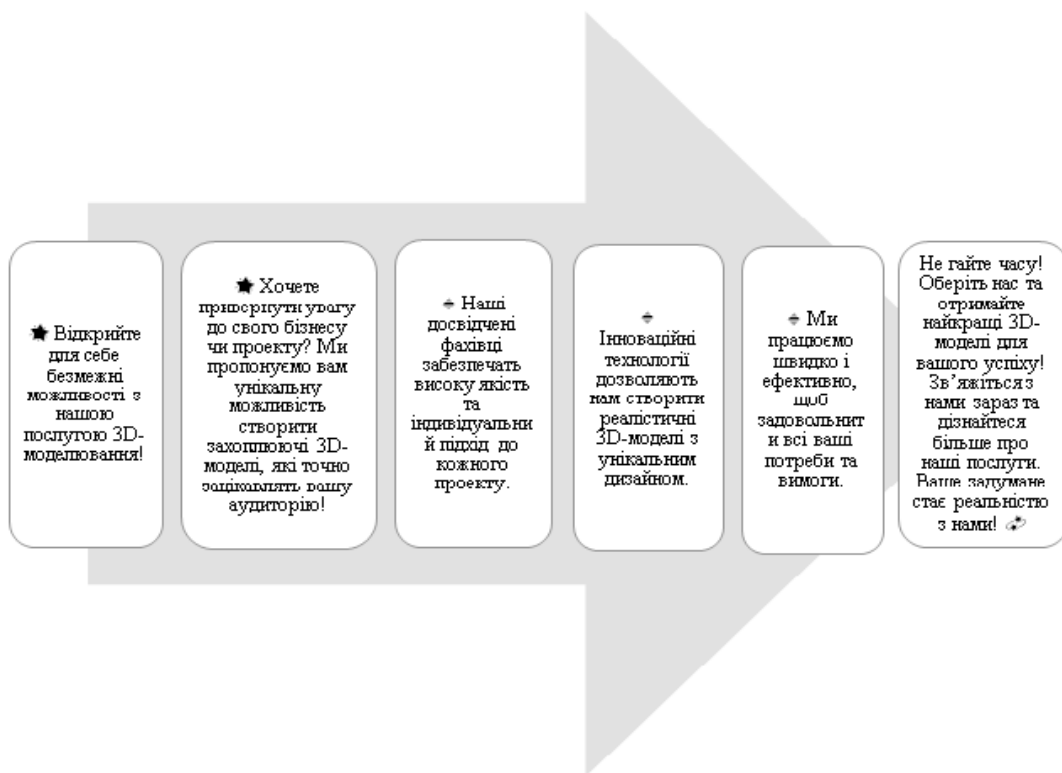 Відкрийте
для себе
безмежні
можливості з
нашою
послугою 3D-
моделювання!
Хочете
привернути увагу
до свого бізнесу
чи проекту? Ми
пропонуємо вам
унікальну
можливість
створити
захоплюючі 3D-
моделі, які точно
зацікавлять вашу
аудиторію!
Наші
досвідчені
фахівці
забезпечать
високу якість
та
індивідуальни
й підхід до
кожного
проекту.
Інноваційні
технології
дозволяють
нам створити
реалістичні
3D-моделі з
унікальним
дизайном.
Ми
працюємо
швидко і
ефективно,
щоб
задовольнит
и всі ваші
потреби та
вимоги.
Не гайте часу!
Оберіть нас та
отримайте
найкращі 3D-
моделі для
вашого успіху!
Зв’яжіться з
нами зараз та
дізнайтеся
більше про
наші послуги.
Ваше задумане
стає реальністю
з нами!